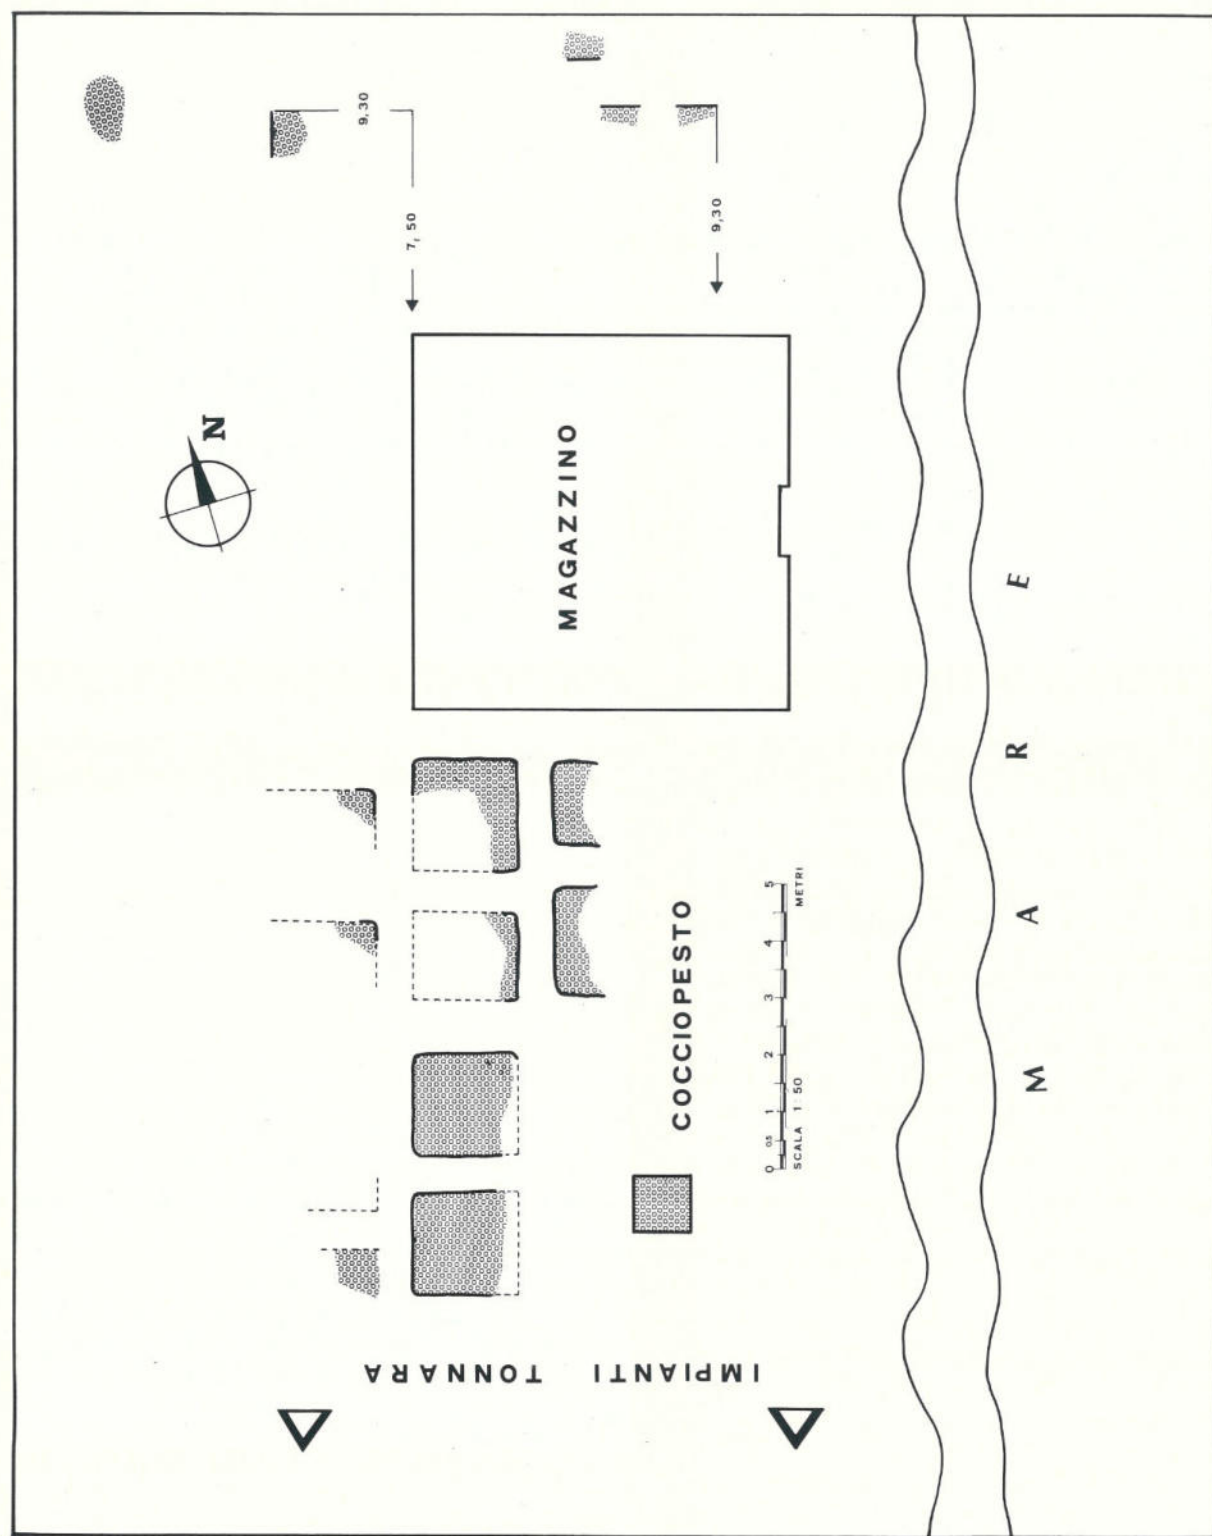 9,30
7,50
9,30
N
MAGAZZINO
MARE
COCCIOPESTO
0 0.5 1 2 3 4 5
METRI
SCALA 1:50
IMPIANTI TONNARA